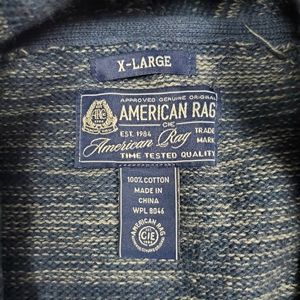 X-LARGE
APPROVED GENUINE ORIGINAL
AMERICAN RAG
CIE
EST. 1984 American Rag TRADE MARK
TIME TESTED QUALITY
100% COTTON
MADE IN
CHINA
WPL 8046
AMERICAN RAG
CIE